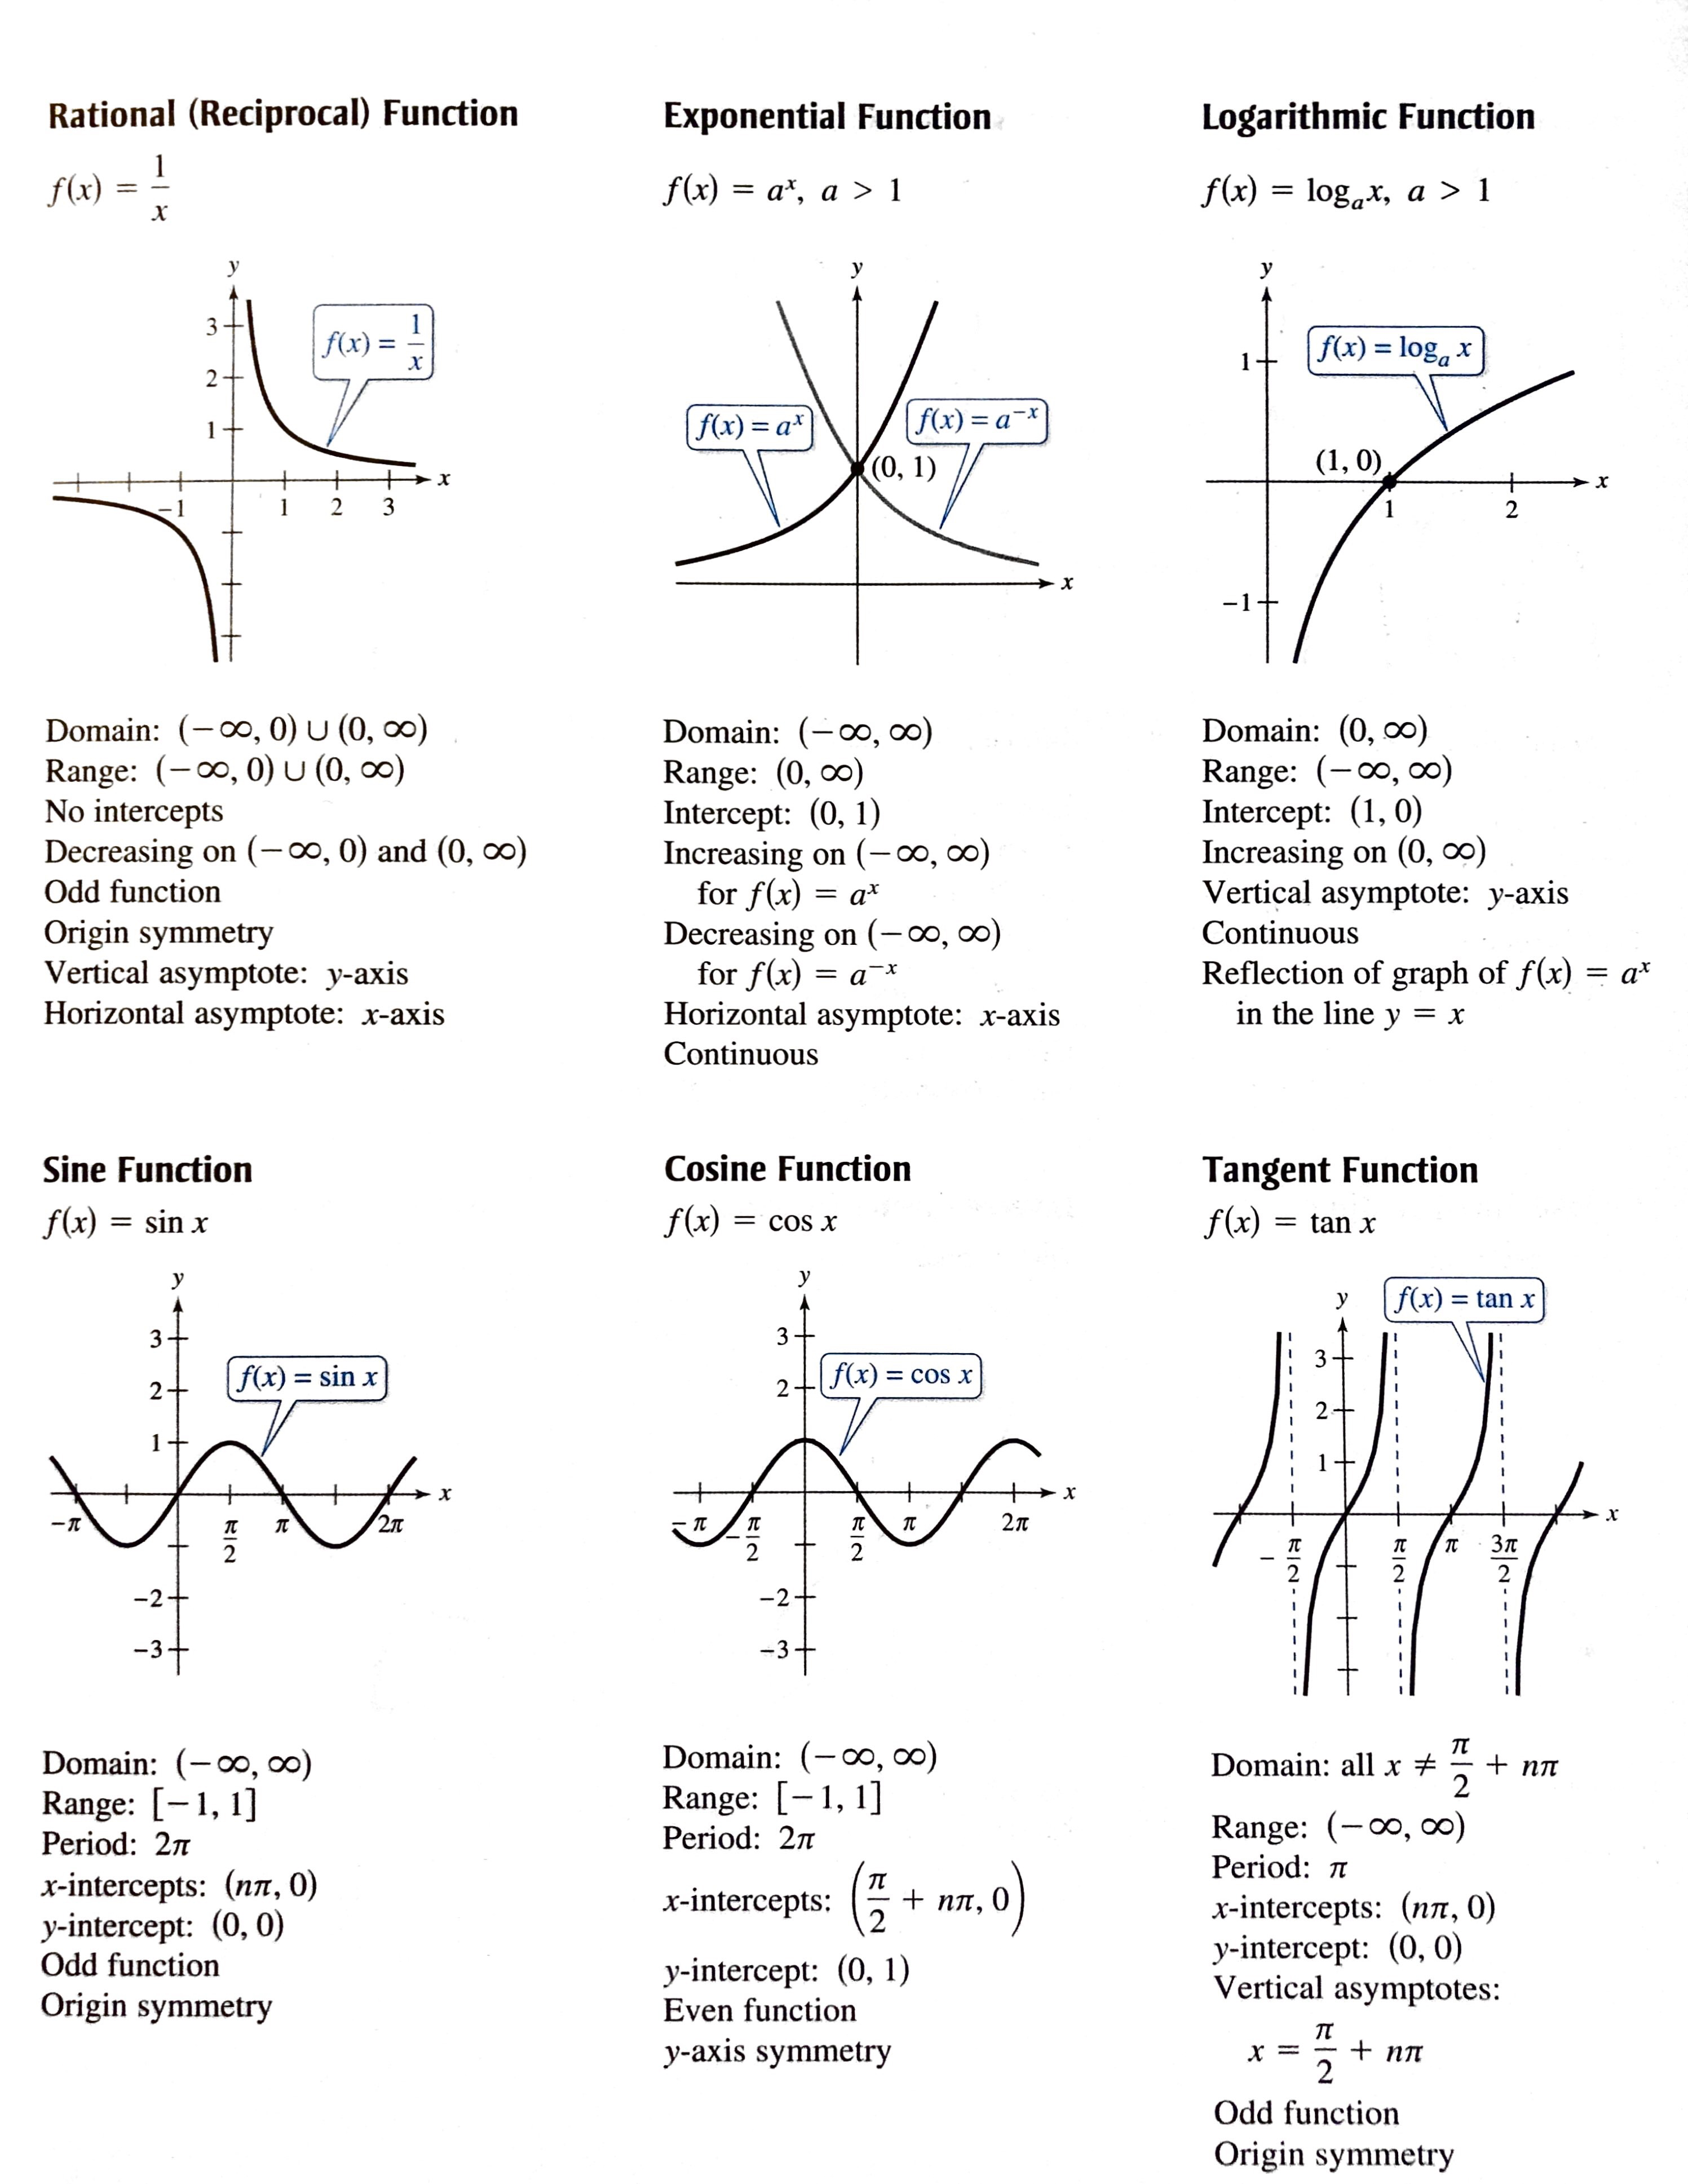 Rational (Reciprocal) Function
f(x) = 1/x
y
3
2
1
f(x) = 1/x
x
−1
1
2
3
Domain: (−∞, 0) ∪ (0, ∞)
Range: (−∞, 0) ∪ (0, ∞)
No intercepts
Decreasing on (−∞, 0) and (0, ∞)
Odd function
Origin symmetry
Vertical asymptote: y-axis
Horizontal asymptote: x-axis
Exponential Function
f(x) = aˣ, a > 1
y
f(x) = aˣ
f(x) = a⁻ˣ
(0, 1)
x
Domain: (−∞, ∞)
Range: (0, ∞)
Intercept: (0, 1)
Increasing on (−∞, ∞)
for f(x) = aˣ
Decreasing on (−∞, ∞)
for f(x) = a⁻ˣ
Horizontal asymptote: x-axis
Continuous
Logarithmic Function
f(x) = logₐx, a > 1
y
1
f(x) = logₐ x
(1, 0)
x
1
2
−1
Domain: (0, ∞)
Range: (−∞, ∞)
Intercept: (1, 0)
Increasing on (0, ∞)
Vertical asymptote: y-axis
Continuous
Reflection of graph of f(x) = aˣ
in the line y = x
Sine Function
f(x) = sin x
y
3
2
f(x) = sin x
1
x
−π
π/2
π
2π
−2
−3
Domain: (−∞, ∞)
Range: [−1, 1]
Period: 2π
x-intercepts: (nπ, 0)
y-intercept: (0, 0)
Odd function
Origin symmetry
Cosine Function
f(x) = cos x
y
3
2
f(x) = cos x
x
−π
−π/2
π/2
π
2π
−2
−3
Domain: (−∞, ∞)
Range: [−1, 1]
Period: 2π
x-intercepts: (π/2 + nπ, 0)
y-intercept: (0, 1)
Even function
y-axis symmetry
Tangent Function
f(x) = tan x
y
f(x) = tan x
3
2
1
x
−π/2
π/2
π
3π/2
Domain: all x ≠ π/2 + nπ
Range: (−∞, ∞)
Period: π
x-intercepts: (nπ, 0)
y-intercept: (0, 0)
Vertical asymptotes:
x = π/2 + nπ
Odd function
Origin symmetry